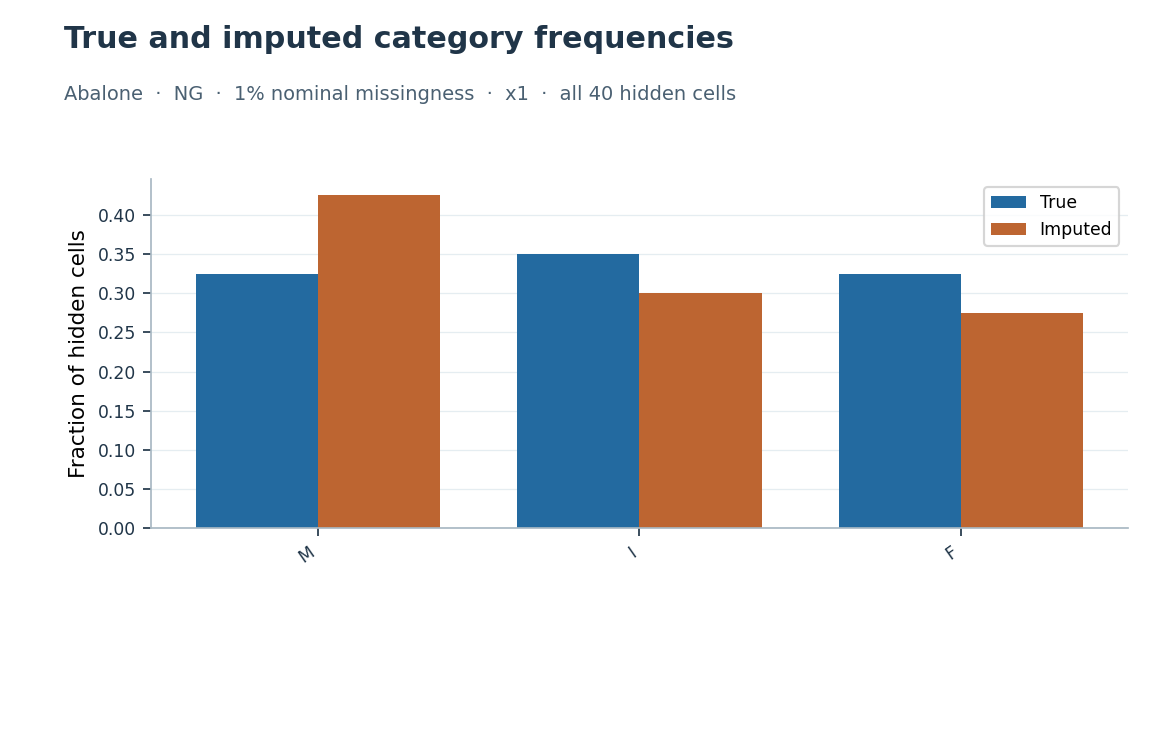 True and imputed category frequencies
Abalone · NG · 1% nominal missingness · x1 · all 40 hidden cells
Fraction of hidden cells
0.40
0.35
0.30
0.25
0.20
0.15
0.10
0.05
0.00
True
Imputed
M
I
F